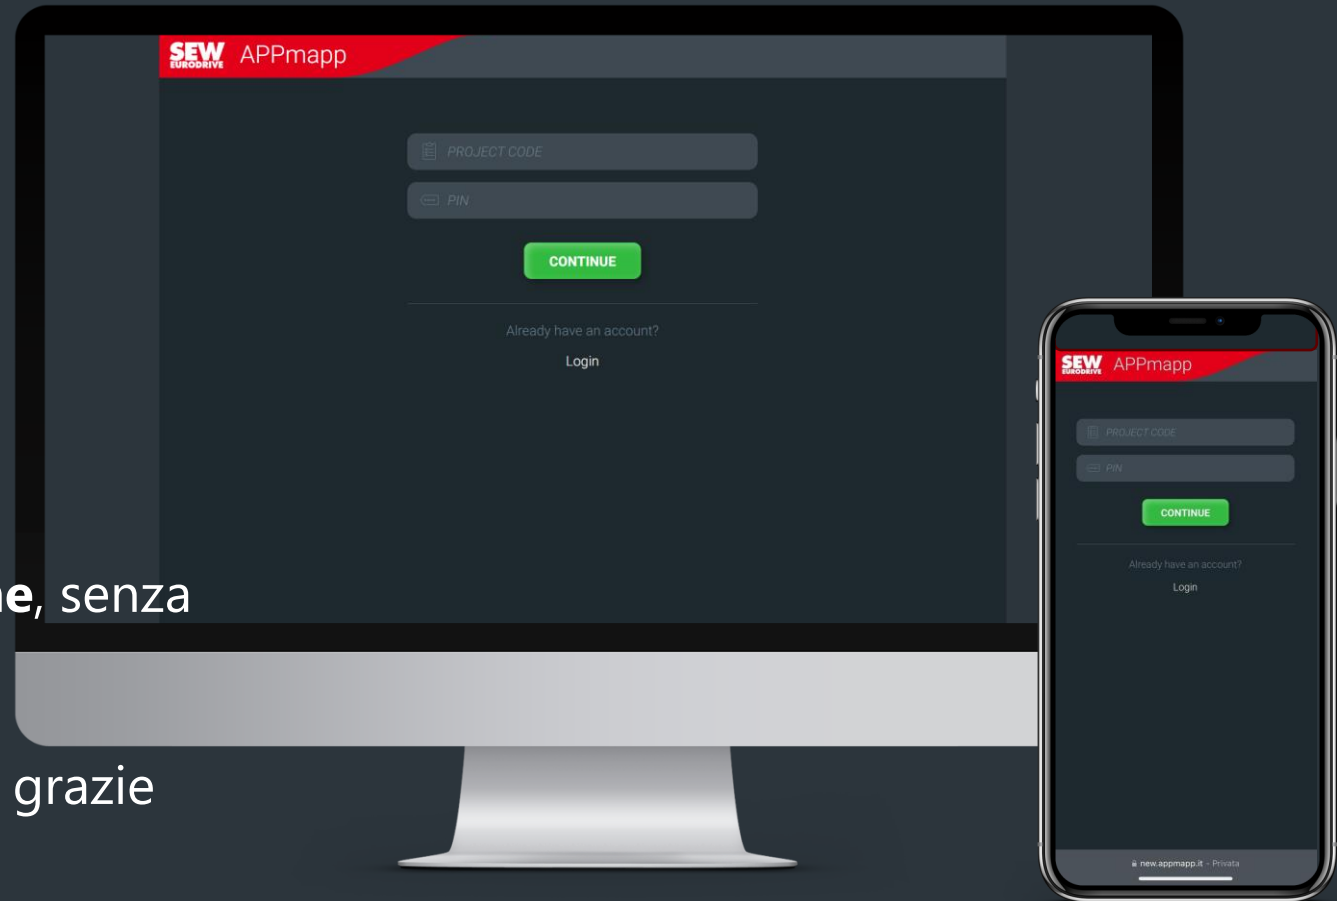 SEW
EURODRIVE
APPmapp
PROJECT CODE
PIN
CONTINUE
Already have an account?
Login
e, senza
grazie
SEW
EURODRIVE
APPmapp
PROJECT CODE
PIN
CONTINUE
Already have an account?
Login
new.appmapp.it - Privata